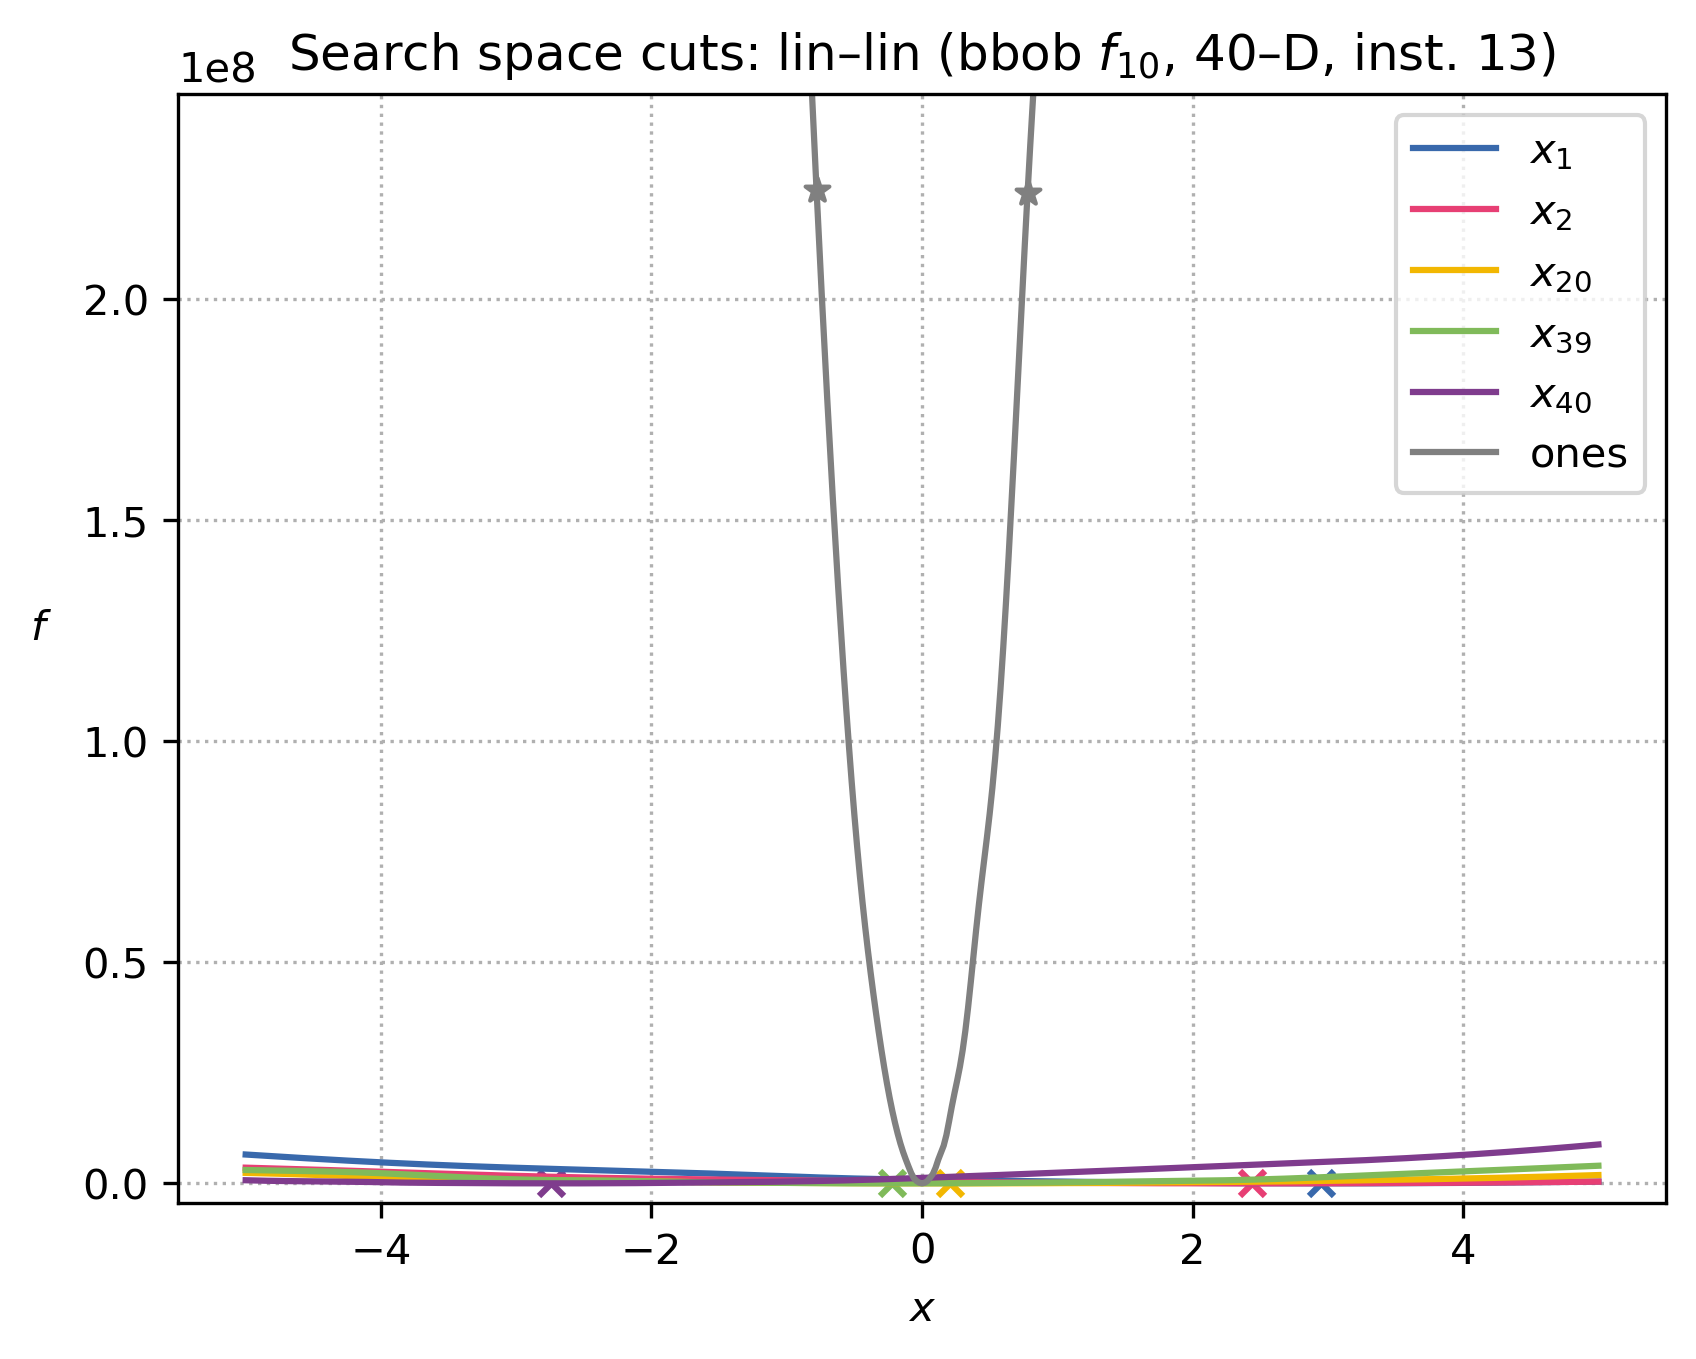 Search space cuts: lin–lin (bbob f10, 40–D, inst. 13)
1e8
x1
x2
x20
x39
x40
ones
2.0
1.5
1.0
0.5
0.0
f
−4 −2 0 2 4
x